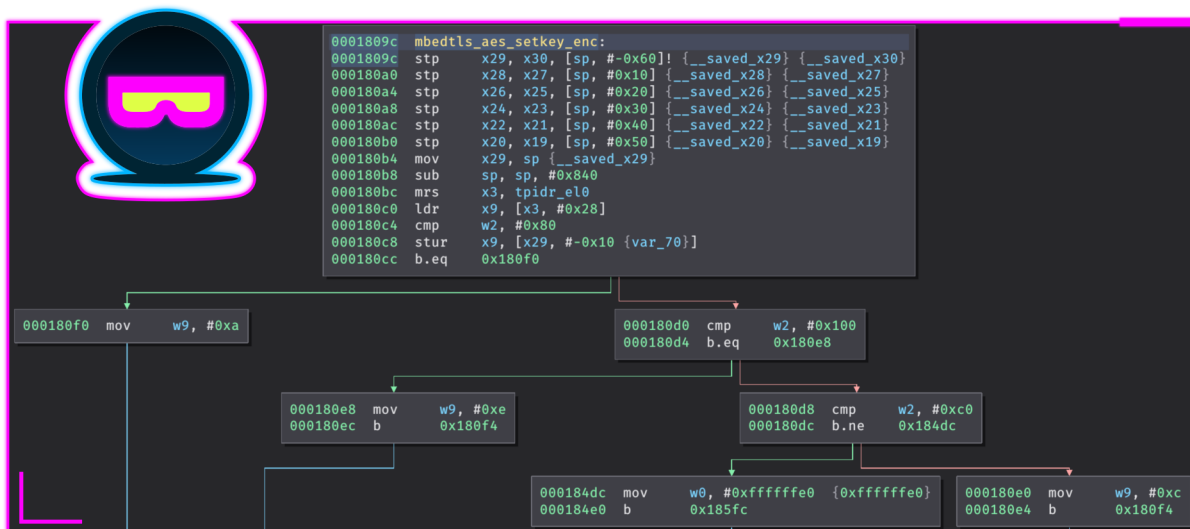 0001809c mbedtls_aes_setkey_enc:
0001809c stp x29, x30, [sp, #-0x60]! {__saved_x29} {__saved_x30}
000180a0 stp x28, x27, [sp, #0x10] {__saved_x28} {__saved_x27}
000180a4 stp x26, x25, [sp, #0x20] {__saved_x26} {__saved_x25}
000180a8 stp x24, x23, [sp, #0x30] {__saved_x24} {__saved_x23}
000180ac stp x22, x21, [sp, #0x40] {__saved_x22} {__saved_x21}
000180b0 stp x20, x19, [sp, #0x50] {__saved_x20} {__saved_x19}
000180b4 mov x29, sp {__saved_x29}
000180b8 sub sp, sp, #0x840
000180bc mrs x3, tpidr_el0
000180c0 ldr x9, [x3, #0x28]
000180c4 cmp w2, #0x80
000180c8 stur x9, [x29, #-0x10 {var_70}]
000180cc b.eq 0x180f0
000180f0 mov w9, #0xa
000180d0 cmp w2, #0x100
000180d4 b.eq 0x180e8
000180e8 mov w9, #0xe
000180ec b 0x180f4
000180d8 cmp w2, #0xc0
000180dc b.ne 0x184dc
000184dc mov w0, #0xffffffe0 {0xffffffe0}
000184e0 b 0x185fc
000180e0 mov w9, #0xc
000180e4 b 0x180f4